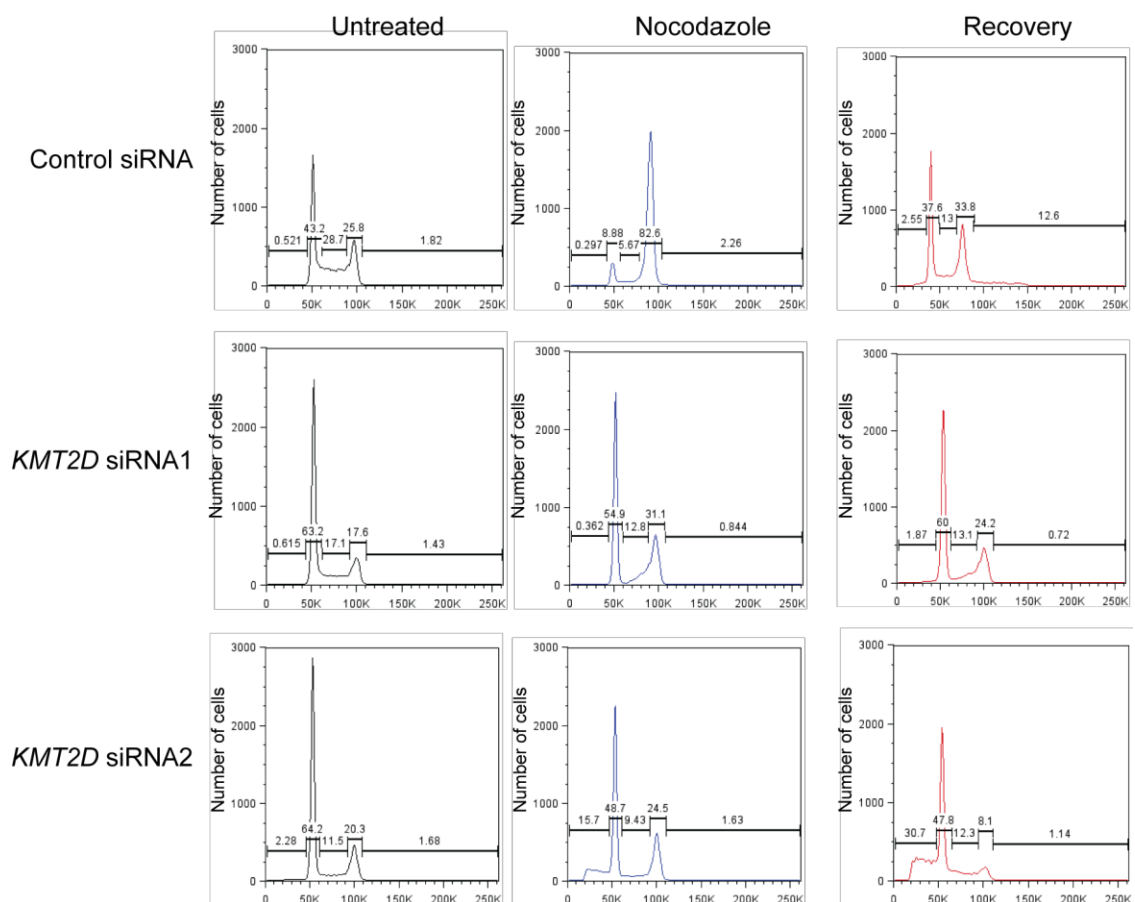 Untreated Nocodazole Recovery
Control siRNA
Number of cells
3000
2000
1000
0
0.521 43.2 28.7 25.8 1.82
0 50K 100K 150K 200K 250K
Number of cells
3000
2000
1000
0
0.297 8.88 5.67 82.6 2.26
0 50K 100K 150K 200K 250K
Number of cells
3000
2000
1000
0
2.55 37.6 13 33.8 12.6
0 50K 100K 150K 200K 250K
KMT2D siRNA1
Number of cells
3000
2000
1000
0
0.615 63.2 17.1 17.6 1.43
0 50K 100K 150K 200K 250K
Number of cells
3000
2000
1000
0
0.362 54.9 12.8 31.1 0.844
0 50K 100K 150K 200K 250K
Number of cells
3000
2000
1000
0
1.87 60 13.1 24.2 0.72
0 50K 100K 150K 200K 250K
KMT2D siRNA2
Number of cells
3000
2000
1000
0
2.28 64.2 11.5 20.3 1.68
0 50K 100K 150K 200K 250K
Number of cells
3000
2000
1000
0
15.7 48.7 9.43 24.5 1.63
0 50K 100K 150K 200K 250K
Number of cells
3000
2000
1000
0
30.7 47.8 12.3 8.1 1.14
0 50K 100K 150K 200K 250K